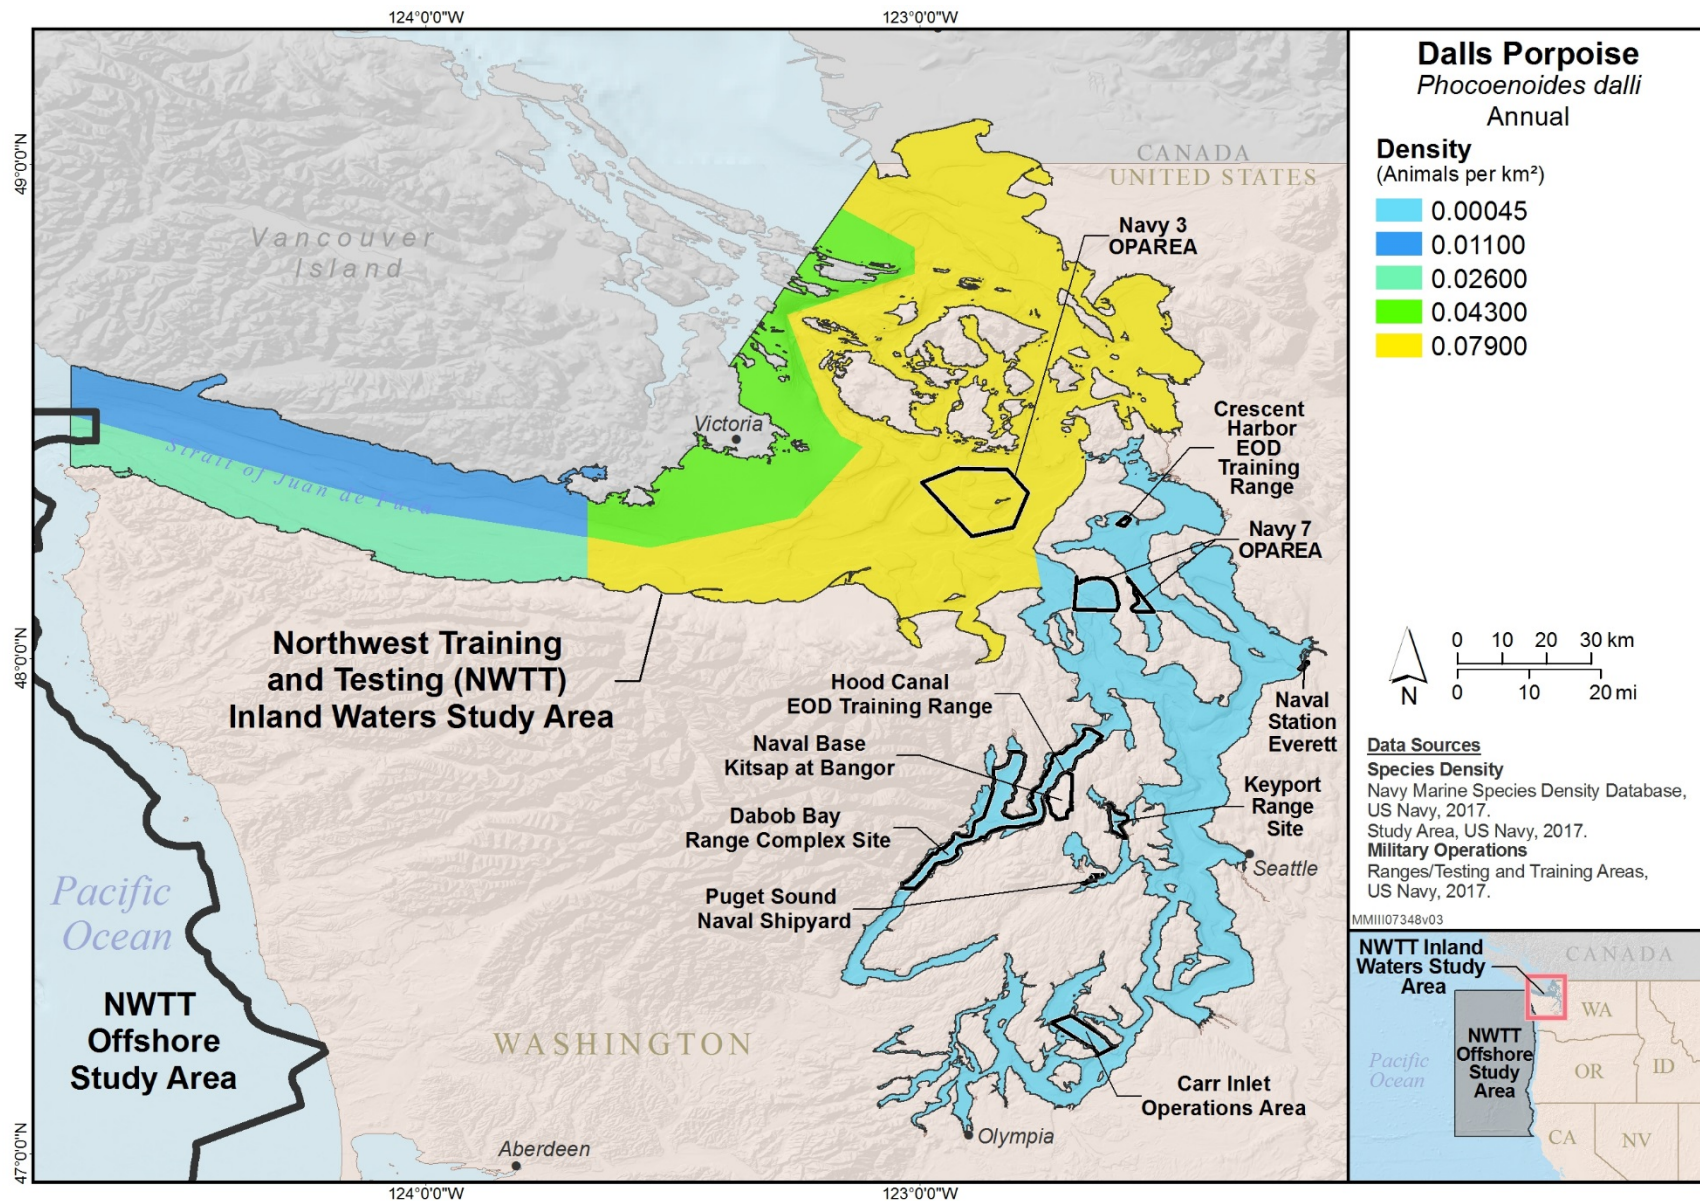 124°0'0"W
123°0'0"W
49°0'0"N
48°0'0"N
47°0'0"N
CANADA
UNITED STATES
Vancouver
Island
Navy 3
OPAREA
Victoria
Strait of Juan de Fuca
Crescent
Harbor
EOD
Training
Range
Navy 7
OPAREA
Northwest Training
and Testing (NWTT)
Inland Waters Study Area
Hood Canal
EOD Training Range
Naval
Station
Everett
Naval Base
Kitsap at Bangor
Keyport
Range
Site
Dabob Bay
Range Complex Site
Seattle
Puget Sound
Naval Shipyard
Pacific
Ocean
NWTT
Offshore
Study Area
WASHINGTON
Carr Inlet
Operations Area
Olympia
Aberdeen
124°0'0"W
123°0'0"W
Dalls Porpoise
Phocoenoides dalli
Annual
Density
(Animals per km²)
0.00045
0.01100
0.02600
0.04300
0.07900
N
0 10 20 30 km
0 10 20 mi
Data Sources
Species Density
Navy Marine Species Density Database,
US Navy, 2017.
Study Area, US Navy, 2017.
Military Operations
Ranges/Testing and Training Areas,
US Navy, 2017.
MMIII07348v03
NWTT Inland
Waters Study
Area
CANADA
WA
NWTT
Offshore
Study
Area
Pacific
Ocean
OR
ID
CA
NV